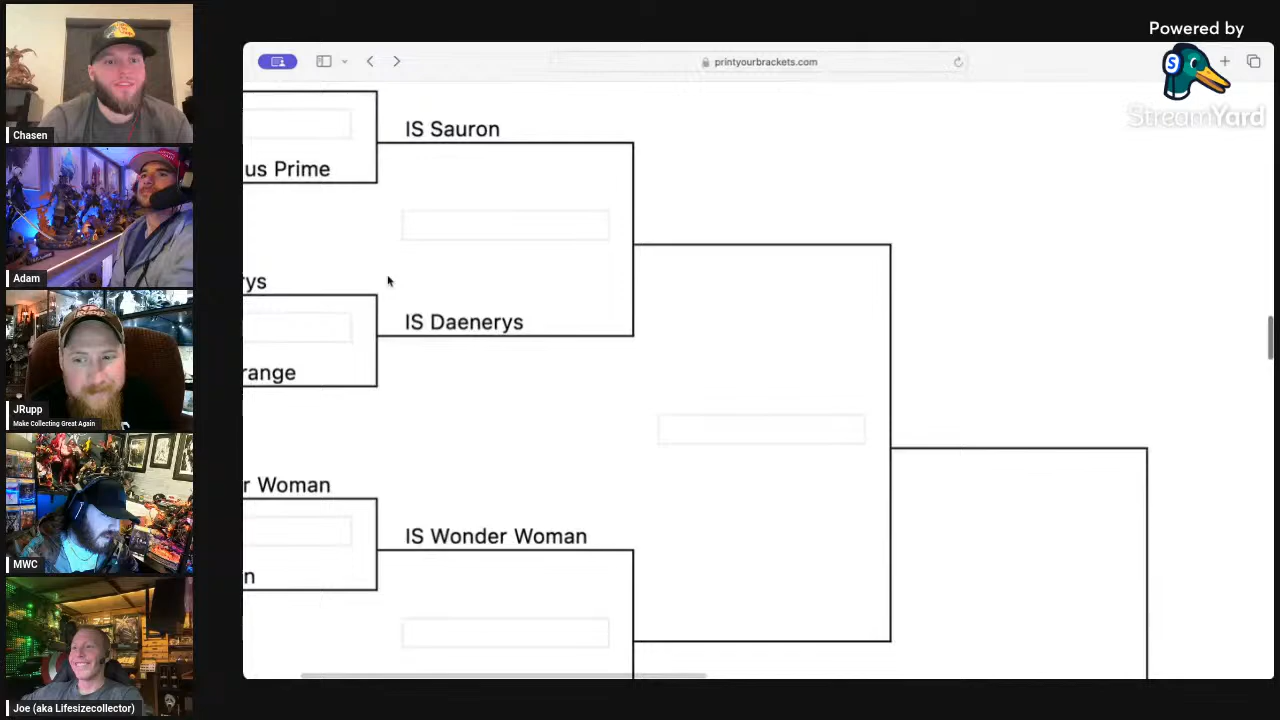 Chasen
Adam
JRupp
Make Collecting Great Again
MWC
Joe (aka Lifesizecollector)
printyourbrackets.com
Powered by
S
StreamYard
IS Sauron
us Prime
rys
IS Daenerys
range
r Woman
IS Wonder Woman
n